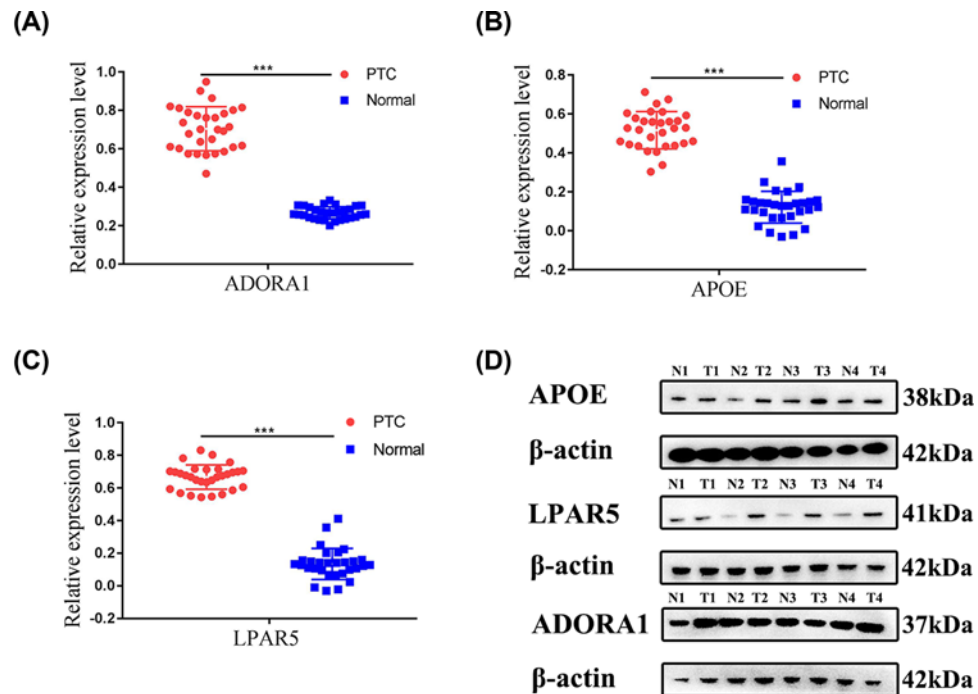 (A)
***
PTC
Normal
Relative expression level
1.0
0.8
0.6
0.4
0.2
0.0
ADORA1
(B)
***
PTC
Normal
Relative expression level
0.8
0.6
0.4
0.2
0.0
-0.2
APOE
(C)
***
PTC
Normal
Relative expression level
1.0
0.8
0.6
0.4
0.2
0.0
-0.2
LPAR5
(D)
N1 T1 N2 T2 N3 T3 N4 T4
APOE 38kDa
β-actin 42kDa
N1 T1 N2 T2 N3 T3 N4 T4
LPAR5 41kDa
β-actin 42kDa
N1 T1 N2 T2 N3 T3 N4 T4
ADORA1 37kDa
β-actin 42kDa